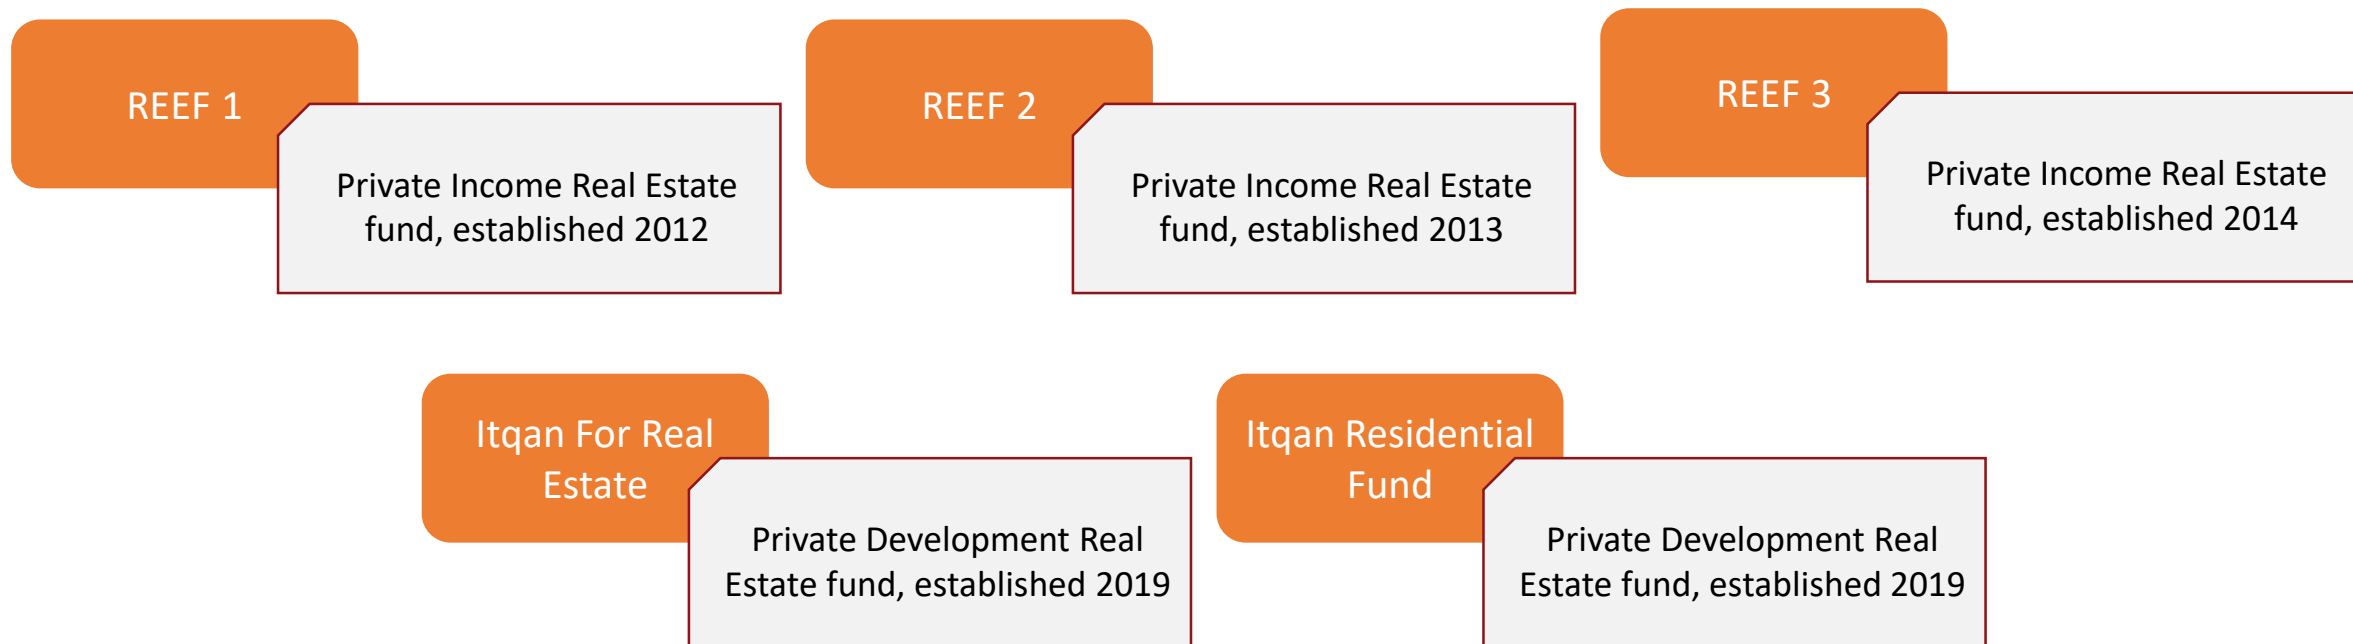 REEF 1
Private Income Real Estate
fund, established 2012
REEF 2
Private Income Real Estate
fund, established 2013
REEF 3
Private Income Real Estate
fund, established 2014
Itqan For Real
Estate
Private Development Real
Estate fund, established 2019
Itqan Residential
Fund
Private Development Real
Estate fund, established 2019